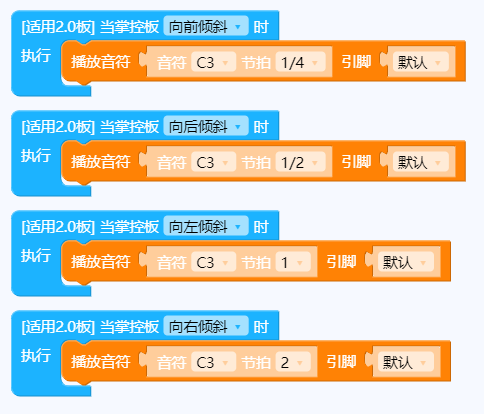 [适用2.0板] 当掌控板 向前倾斜 时
执行 播放音符 音符 C3 节拍 1/4 引脚 默认
[适用2.0板] 当掌控板 向后倾斜 时
执行 播放音符 音符 C3 节拍 1/2 引脚 默认
[适用2.0板] 当掌控板 向左倾斜 时
执行 播放音符 音符 C3 节拍 1 引脚 默认
[适用2.0板] 当掌控板 向右倾斜 时
执行 播放音符 音符 C3 节拍 2 引脚 默认